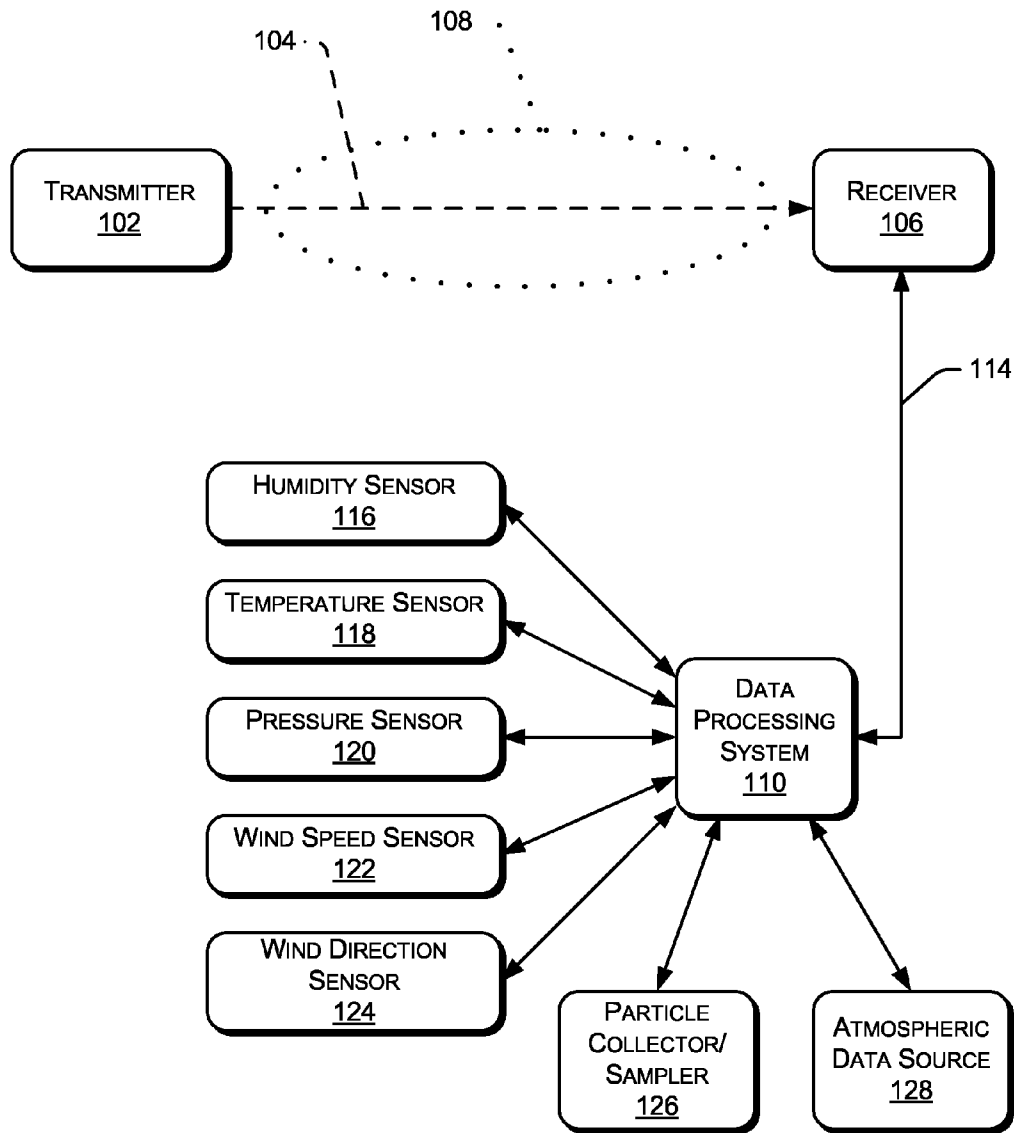 108
104
TRANSMITTER
102
RECEIVER
106
114
HUMIDITY SENSOR
116
TEMPERATURE SENSOR
118
PRESSURE SENSOR
120
WIND SPEED SENSOR
122
WIND DIRECTION
SENSOR
124
DATA
PROCESSING
SYSTEM
110
PARTICLE
COLLECTOR/
SAMPLER
126
ATMOSPHERIC
DATA SOURCE
128